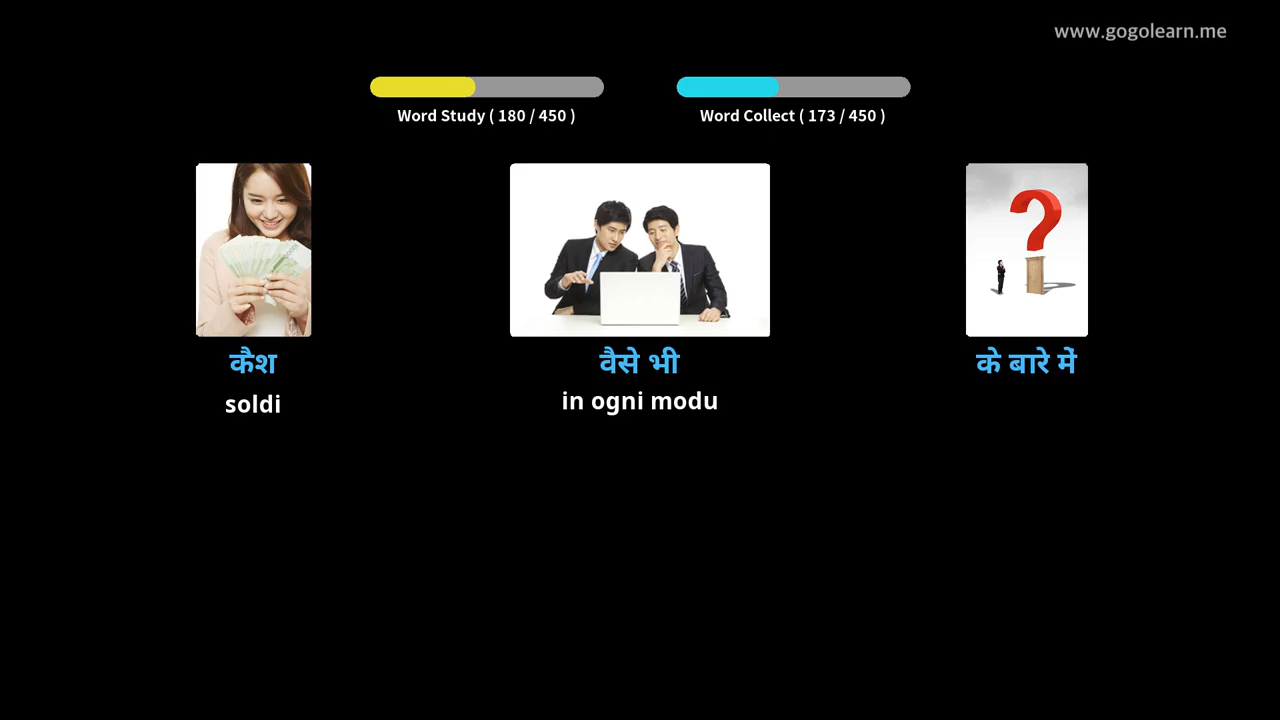 www.gogolearn.me
Word Study ( 180 / 450 )
Word Collect ( 173 / 450 )
कैश
वैसे भी
के बारे में
soldi
in ogni modu